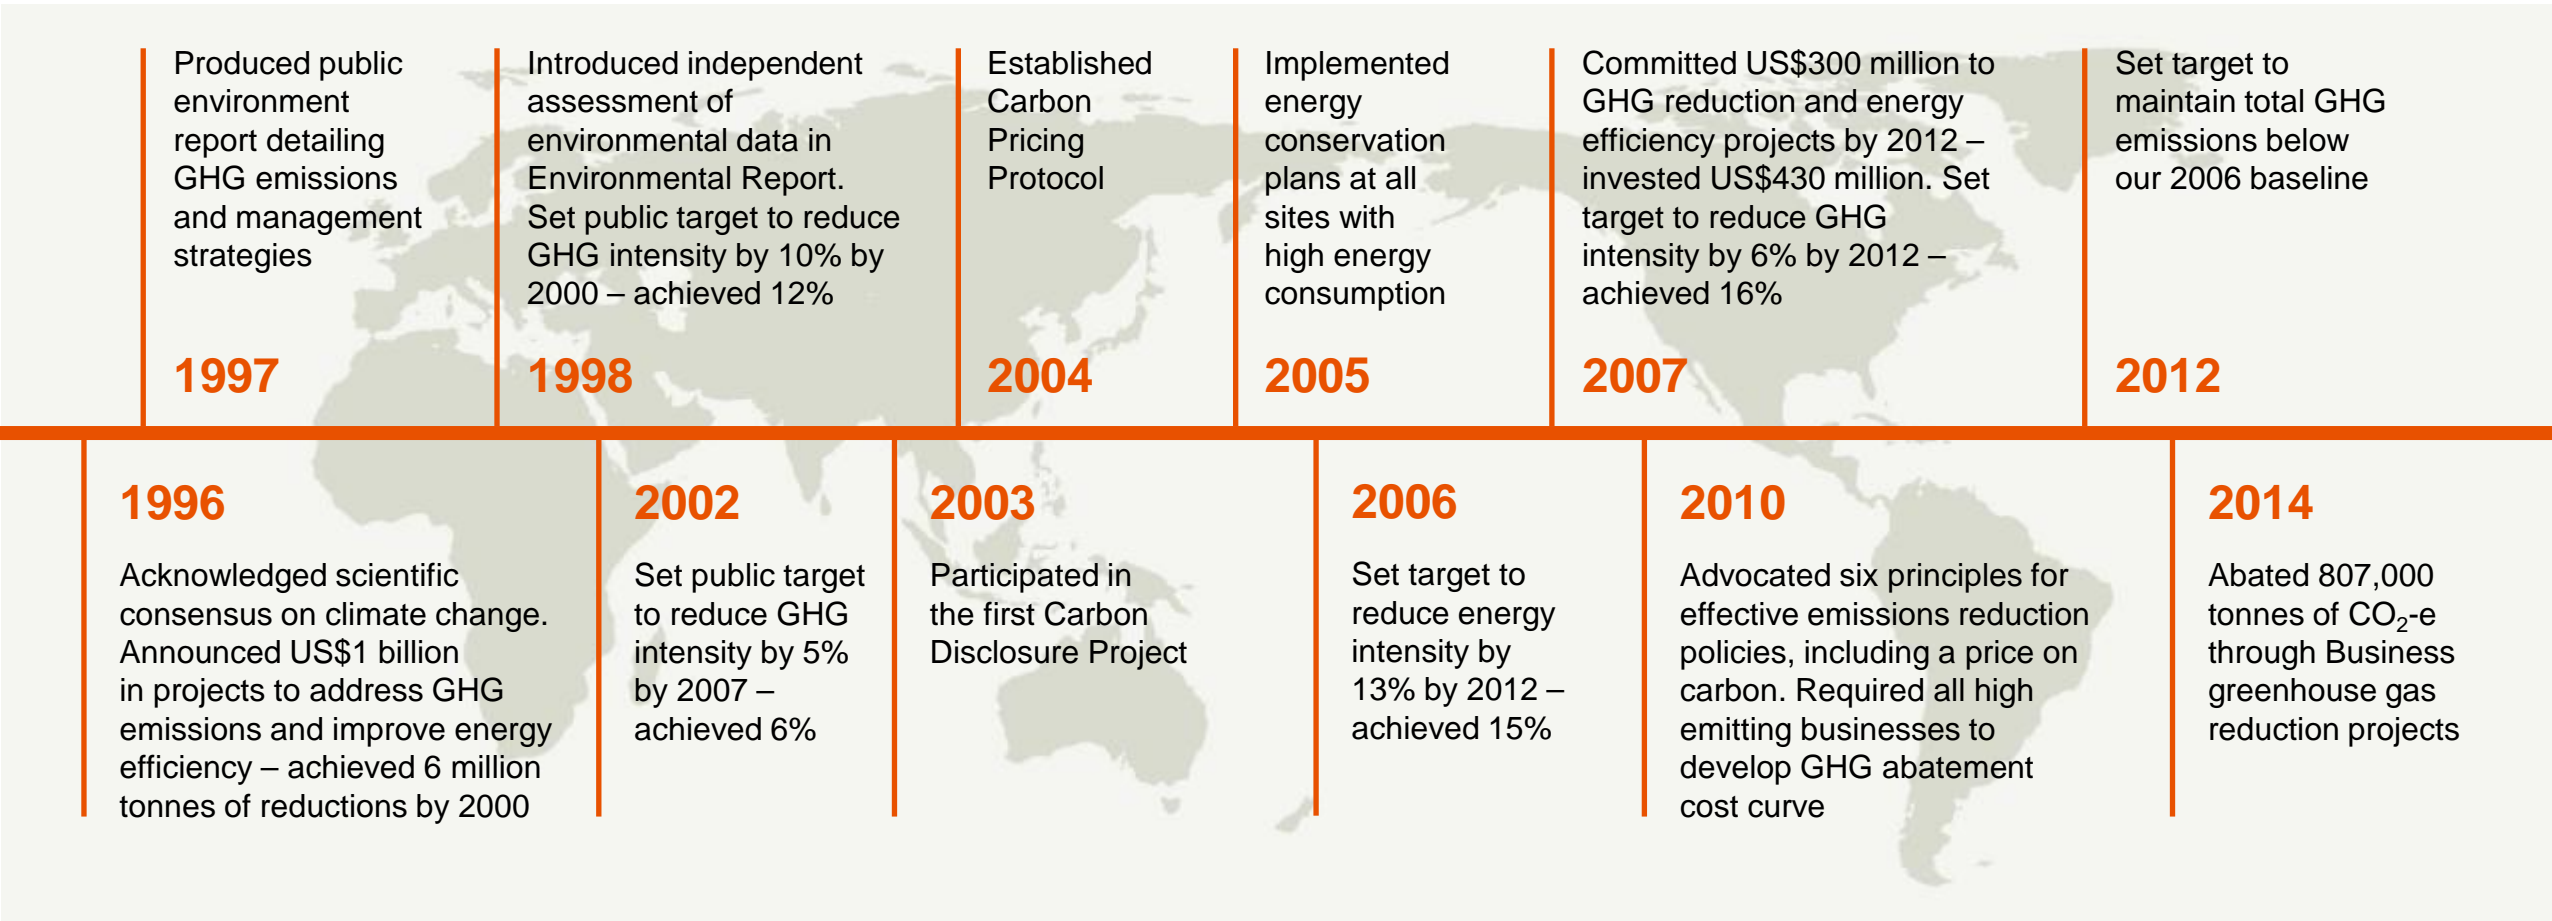 Produced public
environment
report detailing
GHG emissions
and management
strategies
1997
Introduced independent
assessment of
environmental data in
Environmental Report.
Set public target to reduce
GHG intensity by 10% by
2000 – achieved 12%
1998
Established
Carbon
Pricing
Protocol
2004
Implemented
energy
conservation
plans at all
sites with
high energy
consumption
2005
Committed US$300 million to
GHG reduction and energy
efficiency projects by 2012 –
invested US$430 million. Set
target to reduce GHG
intensity by 6% by 2012 –
achieved 16%
2007
Set target to
maintain total GHG
emissions below
our 2006 baseline
2012
1996
Acknowledged scientific
consensus on climate change.
Announced US$1 billion
in projects to address GHG
emissions and improve energy
efficiency – achieved 6 million
tonnes of reductions by 2000
2002
Set public target
to reduce GHG
intensity by 5%
by 2007 –
achieved 6%
2003
Participated in
the first Carbon
Disclosure Project
2006
Set target to
reduce energy
intensity by
13% by 2012 –
achieved 15%
2010
Advocated six principles for
effective emissions reduction
policies, including a price on
carbon. Required all high
emitting businesses to
develop GHG abatement
cost curve
2014
Abated 807,000
tonnes of CO₂-e
through Business
greenhouse gas
reduction projects